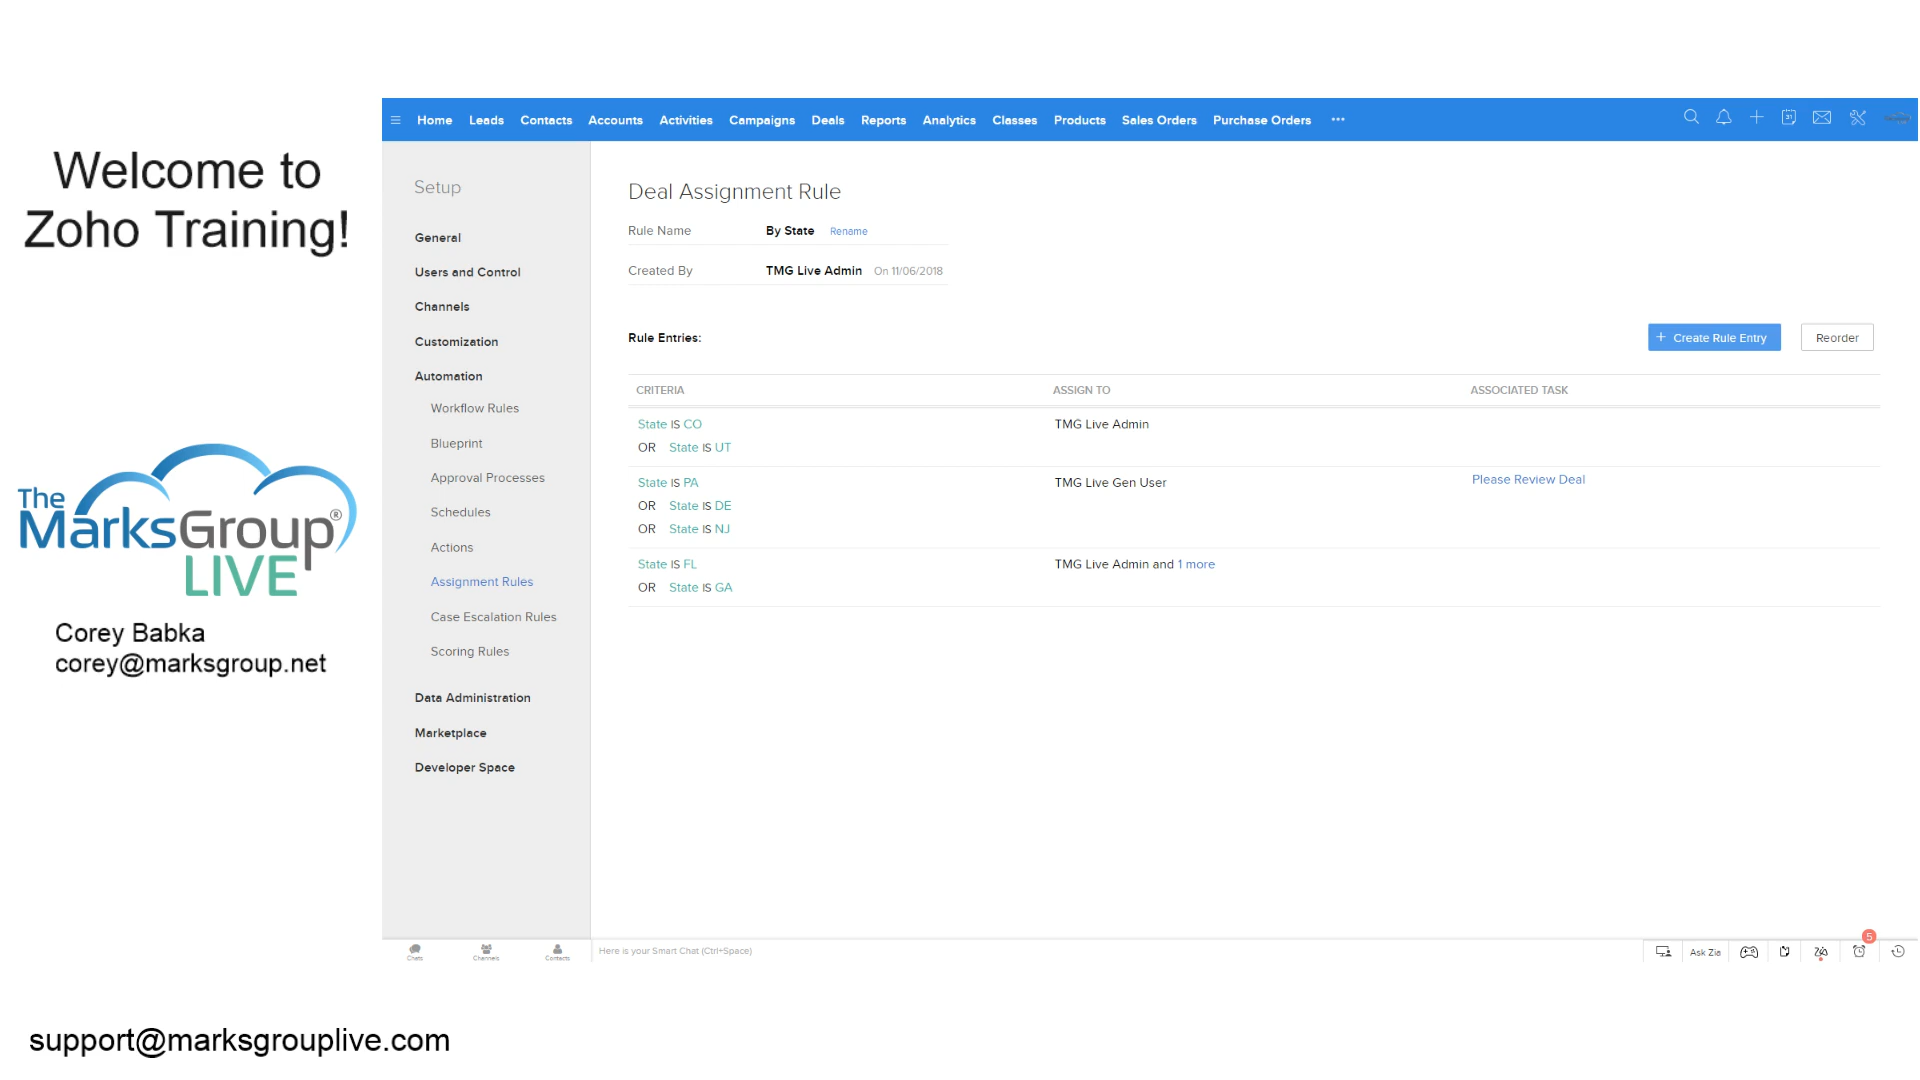 Welcome to
Zoho Training!
The
MarksGroup®
LIVE
Corey Babka
corey@marksgroup.net
support@marksgrouplive.com
Home Leads Contacts Accounts Activities Campaigns Deals Reports Analytics Classes Products Sales Orders Purchase Orders ···
31
Setup
General
Users and Control
Channels
Customization
Automation
Workflow Rules
Blueprint
Approval Processes
Schedules
Actions
Assignment Rules
Case Escalation Rules
Scoring Rules
Data Administration
Marketplace
Developer Space
Deal Assignment Rule
Rule Name By State Rename
Created By TMG Live Admin On 11/06/2018
Rule Entries: + Create Rule Entry Reorder
CRITERIA ASSIGN TO ASSOCIATED TASK
State IS CO TMG Live Admin
OR State IS UT
State IS PA TMG Live Gen User Please Review Deal
OR State IS DE
OR State IS NJ
State IS FL TMG Live Admin and 1 more
OR State IS GA
Chats Channels Contacts Here is your Smart Chat (Ctrl+Space) Ask Zia 5